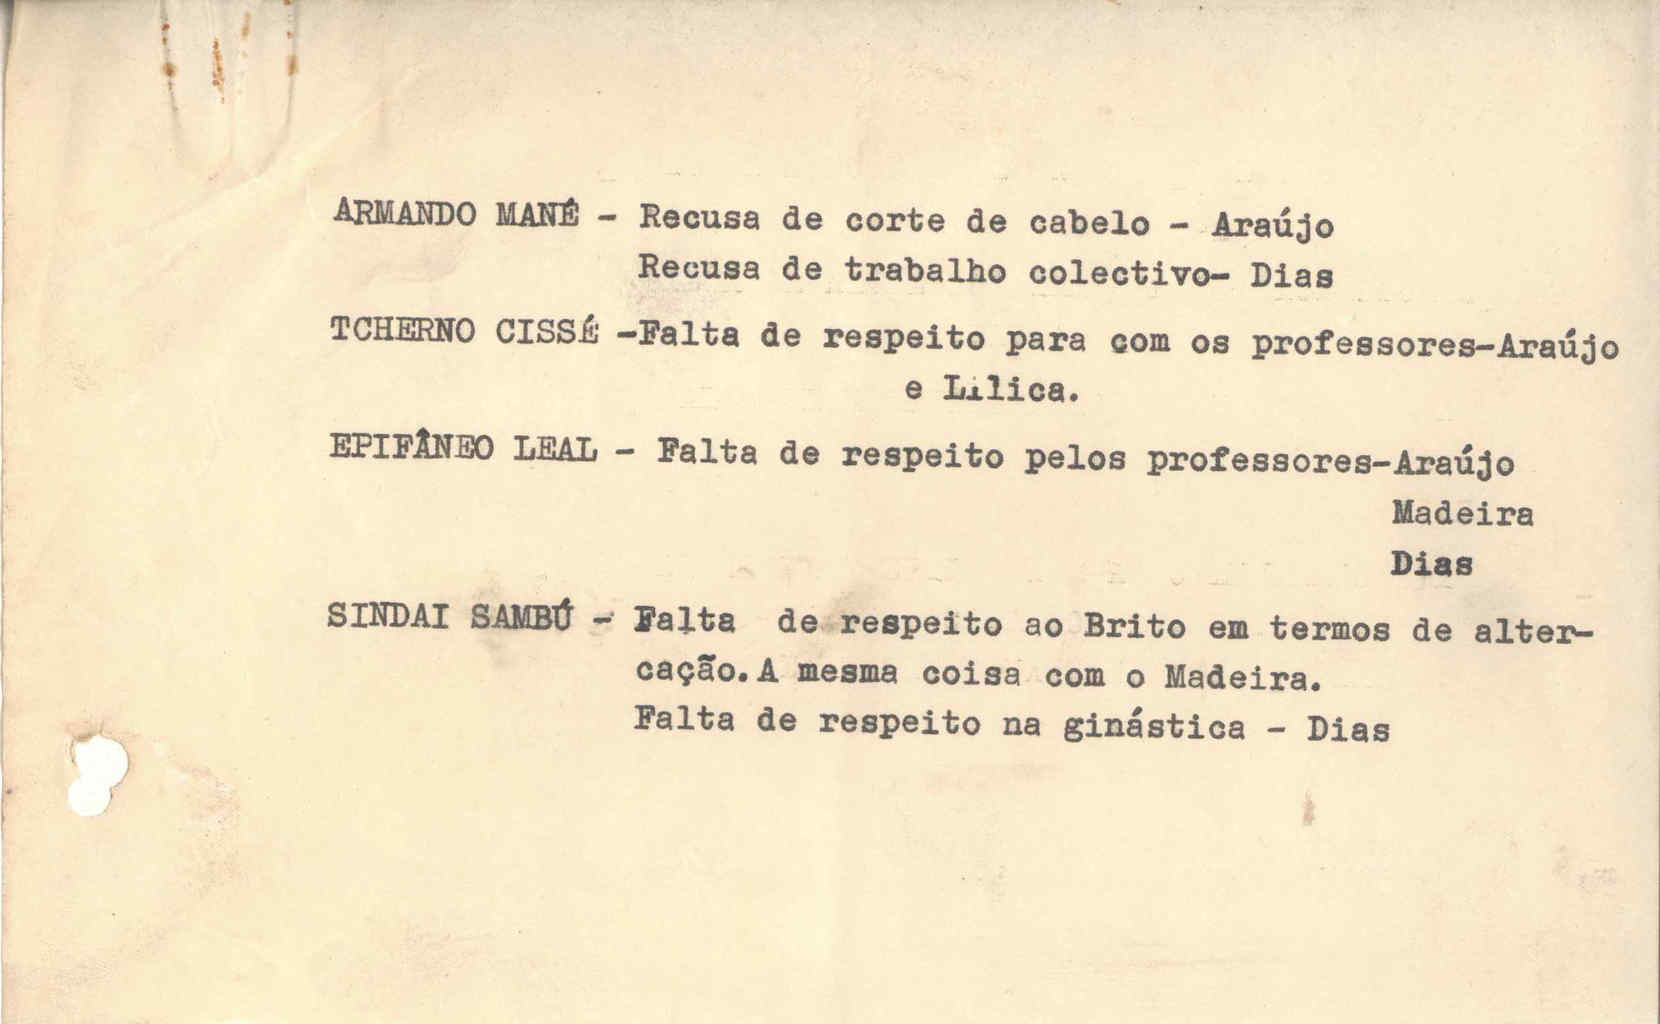 ARMANDO MANÉ - Recusa de corte de cabelo - Araújo
Recusa de trabalho colectivo- Dias
TCHERNO CISSÉ -Falta de respeito para com os professores-Araújo
e Lilica.
EPIFÂNEO LEAL - Falta de respeito pelos professores-Araújo
Madeira
Dias
SINDAI SAMBÚ - Falta de respeito ao Brito em termos de alter-
cação.A mesma coisa com o Madeira.
Falta de respeito na ginástica - Dias